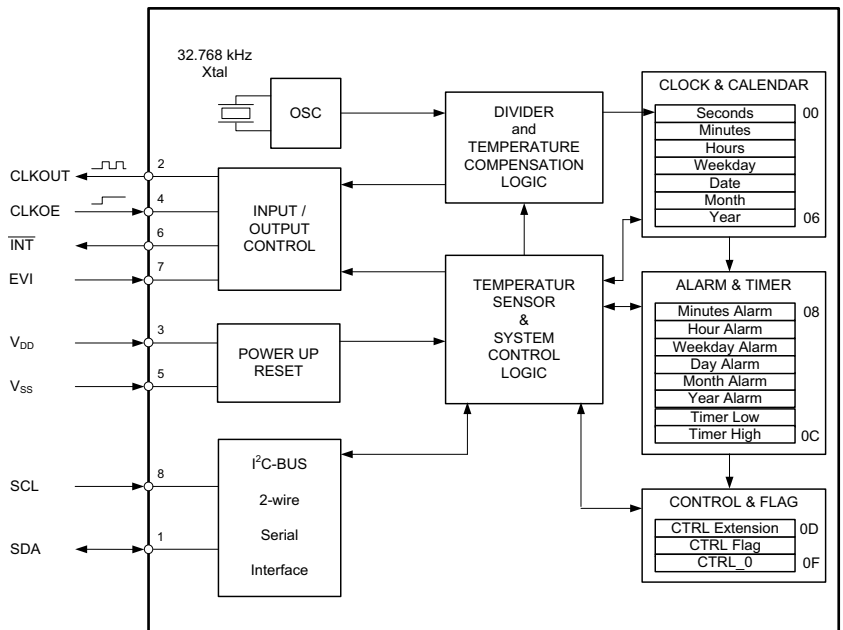 32.768 kHz
Xtal
OSC
DIVIDER
and
TEMPERATURE
COMPENSATION
LOGIC
CLOCK & CALENDAR
Seconds 00
Minutes
Hours
Weekday
Date
Month
Year 06
CLKOUT 2
CLKOE 4
INT 6
EVI 7
INPUT /
OUTPUT
CONTROL
TEMPERATUR
SENSOR
&
SYSTEM
CONTROL
LOGIC
ALARM & TIMER
Minutes Alarm 08
Hour Alarm
Weekday Alarm
Day Alarm
Month Alarm
Year Alarm
Timer Low
Timer High 0C
VDD 3
VSS 5
POWER UP
RESET
SCL 8
SDA 1
I²C-BUS
2-wire
Serial
Interface
CONTROL & FLAG
CTRL Extension 0D
CTRL Flag
CTRL_0 0F